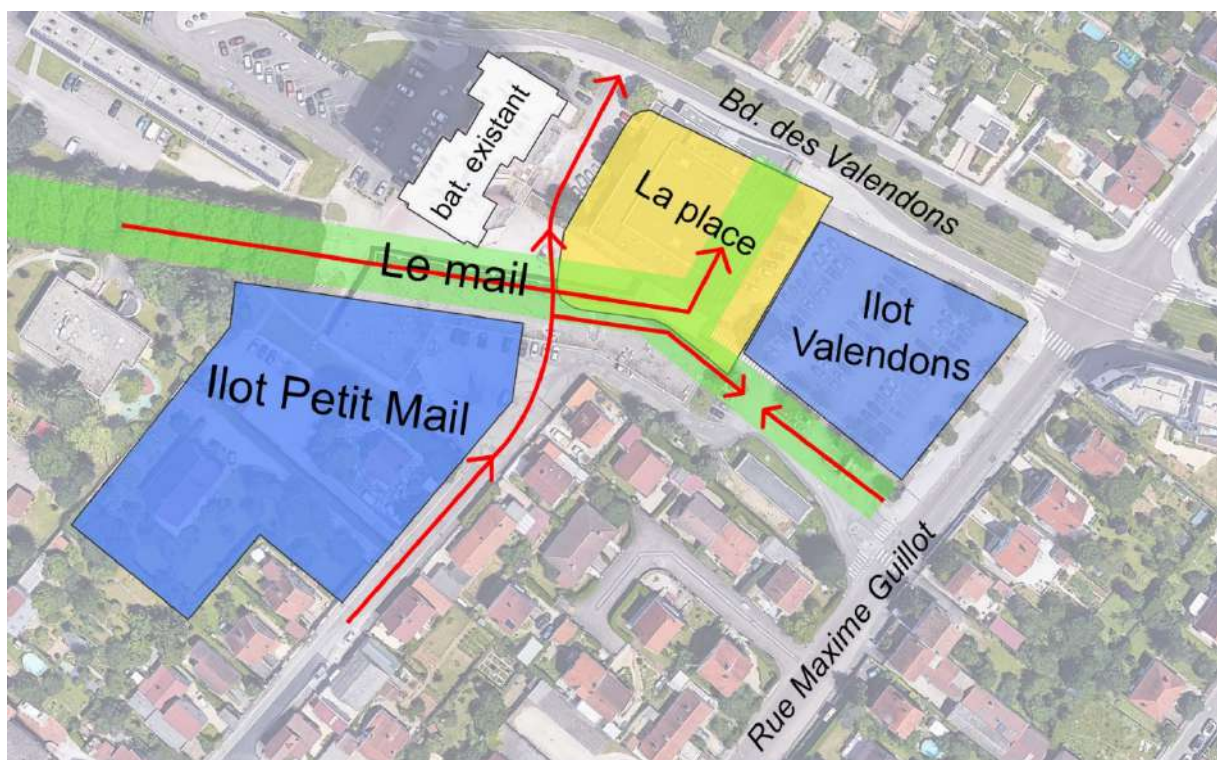 bat. existant
Bd. des Valendons
La place
Le mail
Ilot
Valendons
Ilot Petit Mail
Rue Maxime Guillot